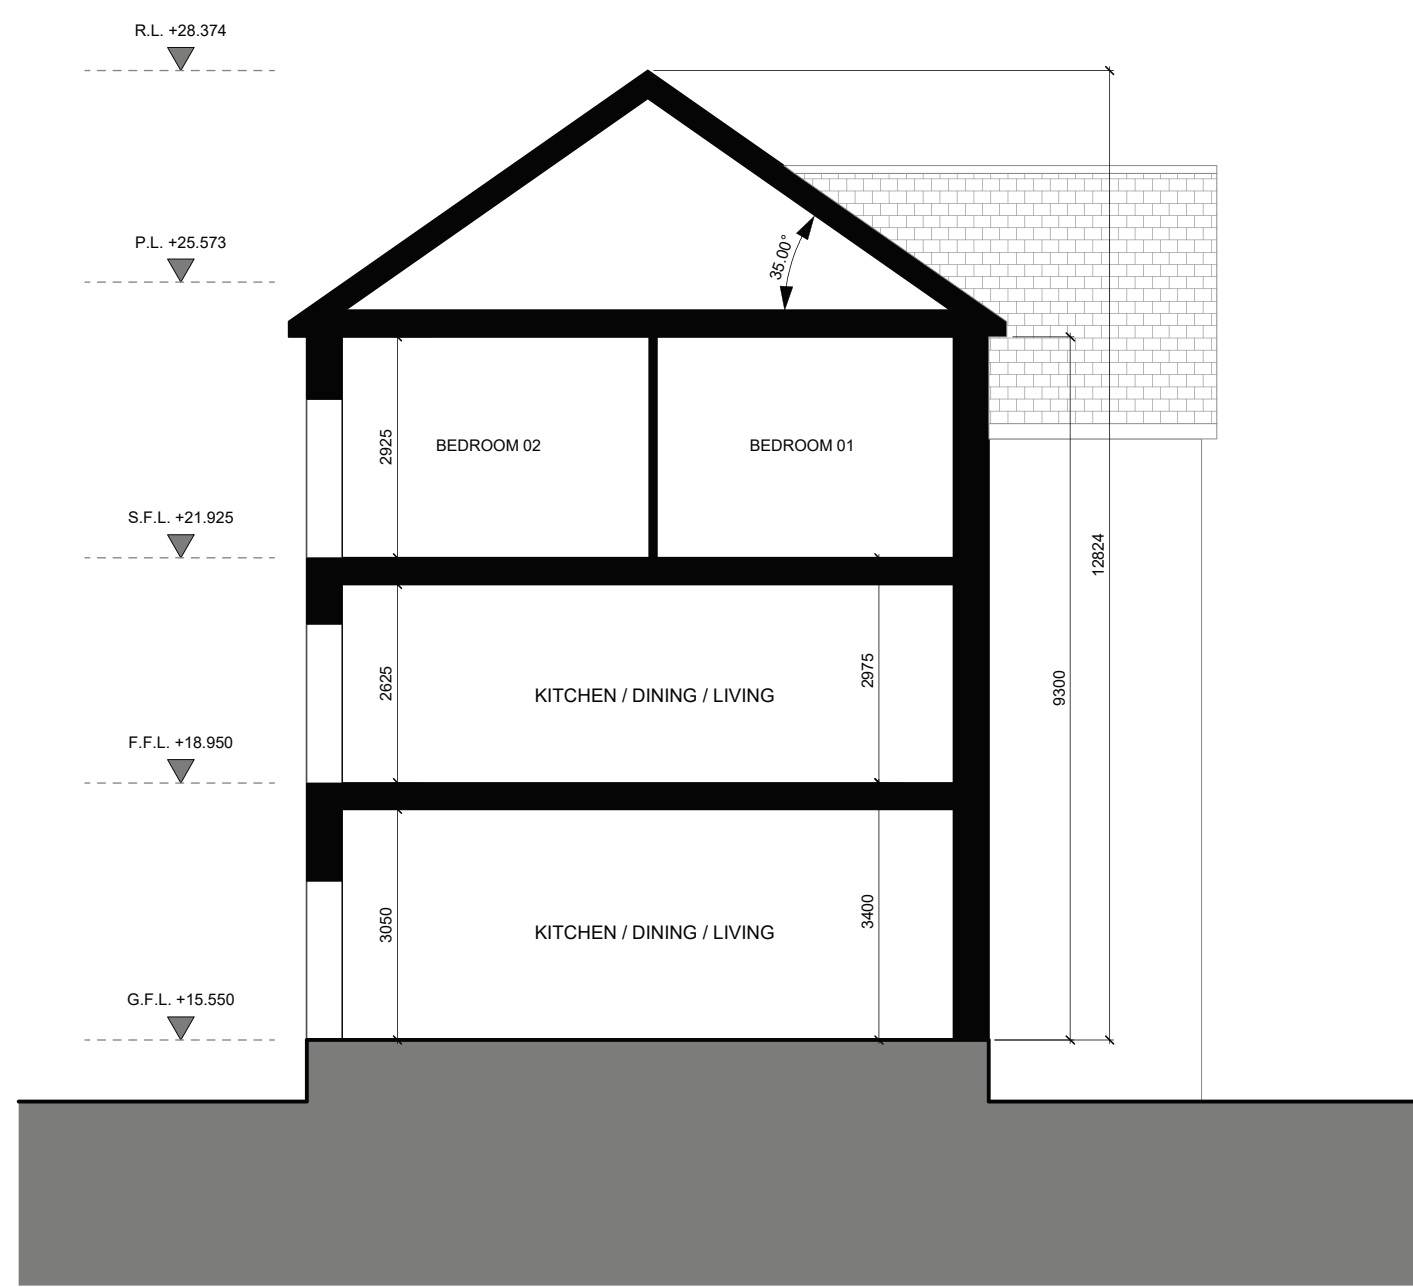 R.L. +28.374
P.L. +25.573
35.00°
2925
BEDROOM 02
BEDROOM 01
S.F.L. +21.925
12824
2625
KITCHEN / DINING / LIVING
2975
9300
F.F.L. +18.950
3050
KITCHEN / DINING / LIVING
3400
G.F.L. +15.550